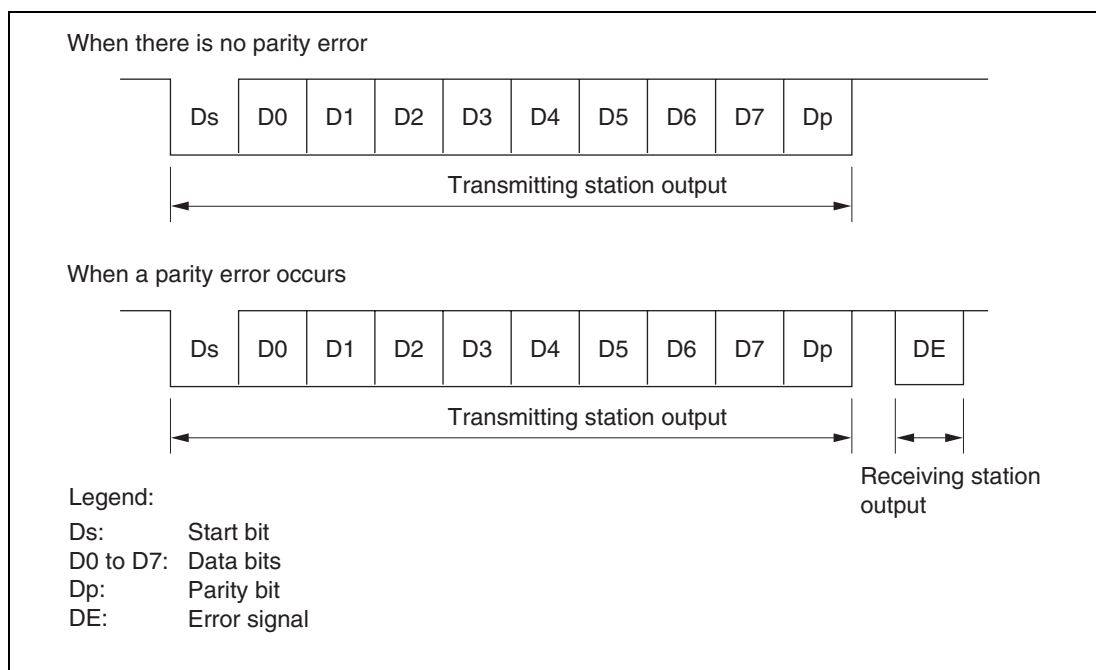 When there is no parity error
Ds D0 D1 D2 D3 D4 D5 D6 D7 Dp
Transmitting station output
When a parity error occurs
Ds D0 D1 D2 D3 D4 D5 D6 D7 Dp DE
Transmitting station output
Receiving station
output
Legend:
Ds: Start bit
D0 to D7: Data bits
Dp: Parity bit
DE: Error signal